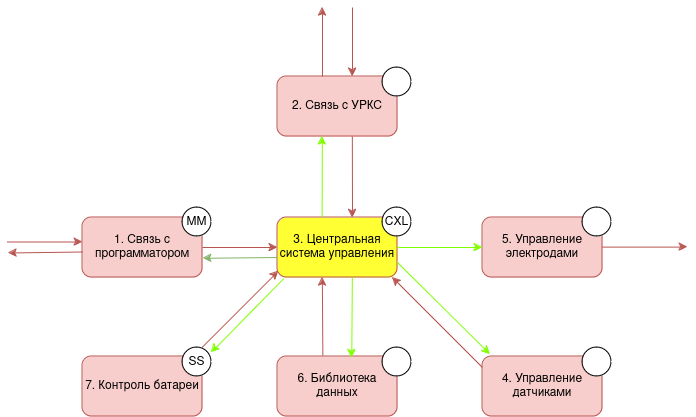 2. Связь с УРКС
MM
1. Связь с
программатором
CXL
3. Центральная
система управления
5. Управление
электродами
SS
7. Контроль батареи
6. Библиотека
данных
4. Управление
датчиками